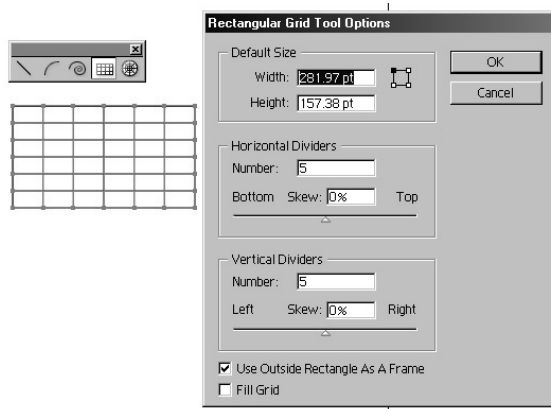 Rectangular Grid Tool Options
Default Size
Width: 281.97 pt
Height: 157.38 pt
OK
Cancel
Horizontal Dividers
Number: 5
Bottom Skew: 0% Top
Vertical Dividers
Number: 5
Left Skew: 0% Right
Use Outside Rectangle As A Frame
Fill Grid